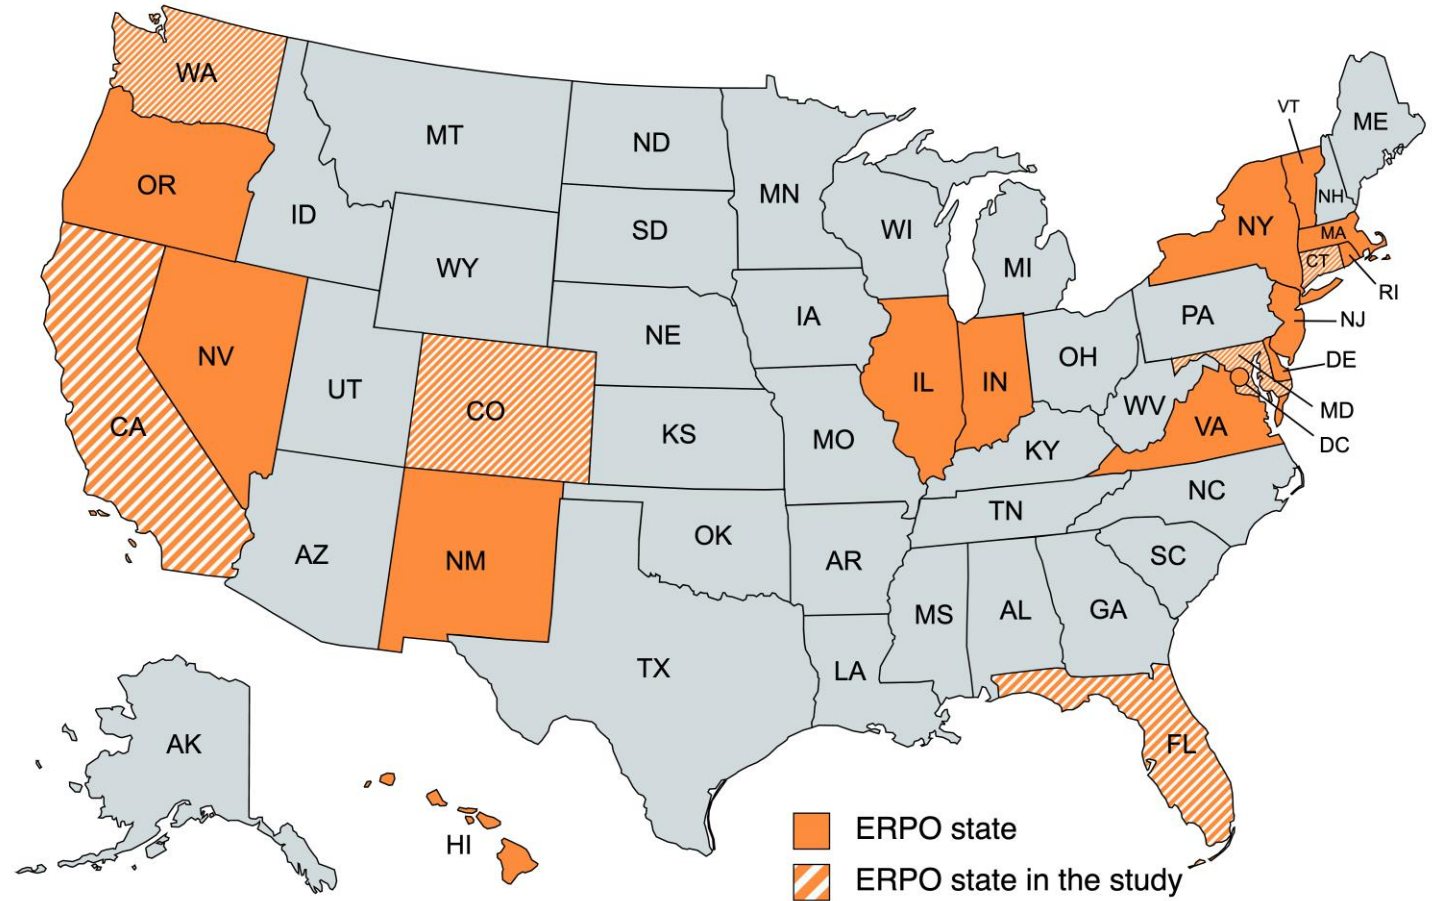 WA
MT
ND
MN
VT
ME
OR
ID
SD
WI
NY
NH
MA
WY
MI
CT
RI
IA
PA
NJ
NE
OH
DE
NV
UT
CO
IL
IN
MD
CA
KS
MO
WV
VA
DC
KY
NC
TN
AZ
NM
OK
AR
SC
MS
AL
GA
TX
LA
AK
FL
HI
ERPO state
ERPO state in the study